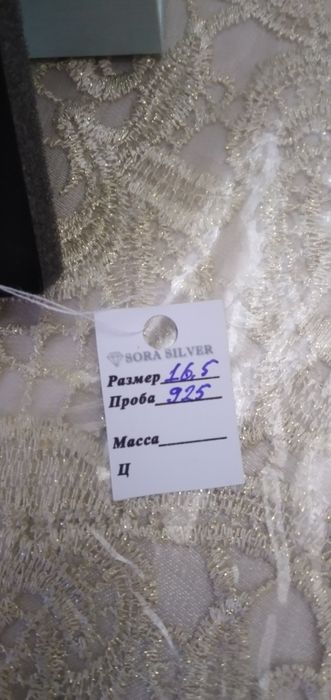 SORA SILVER
Размер 16,5
Проба 925
Масса
Ц